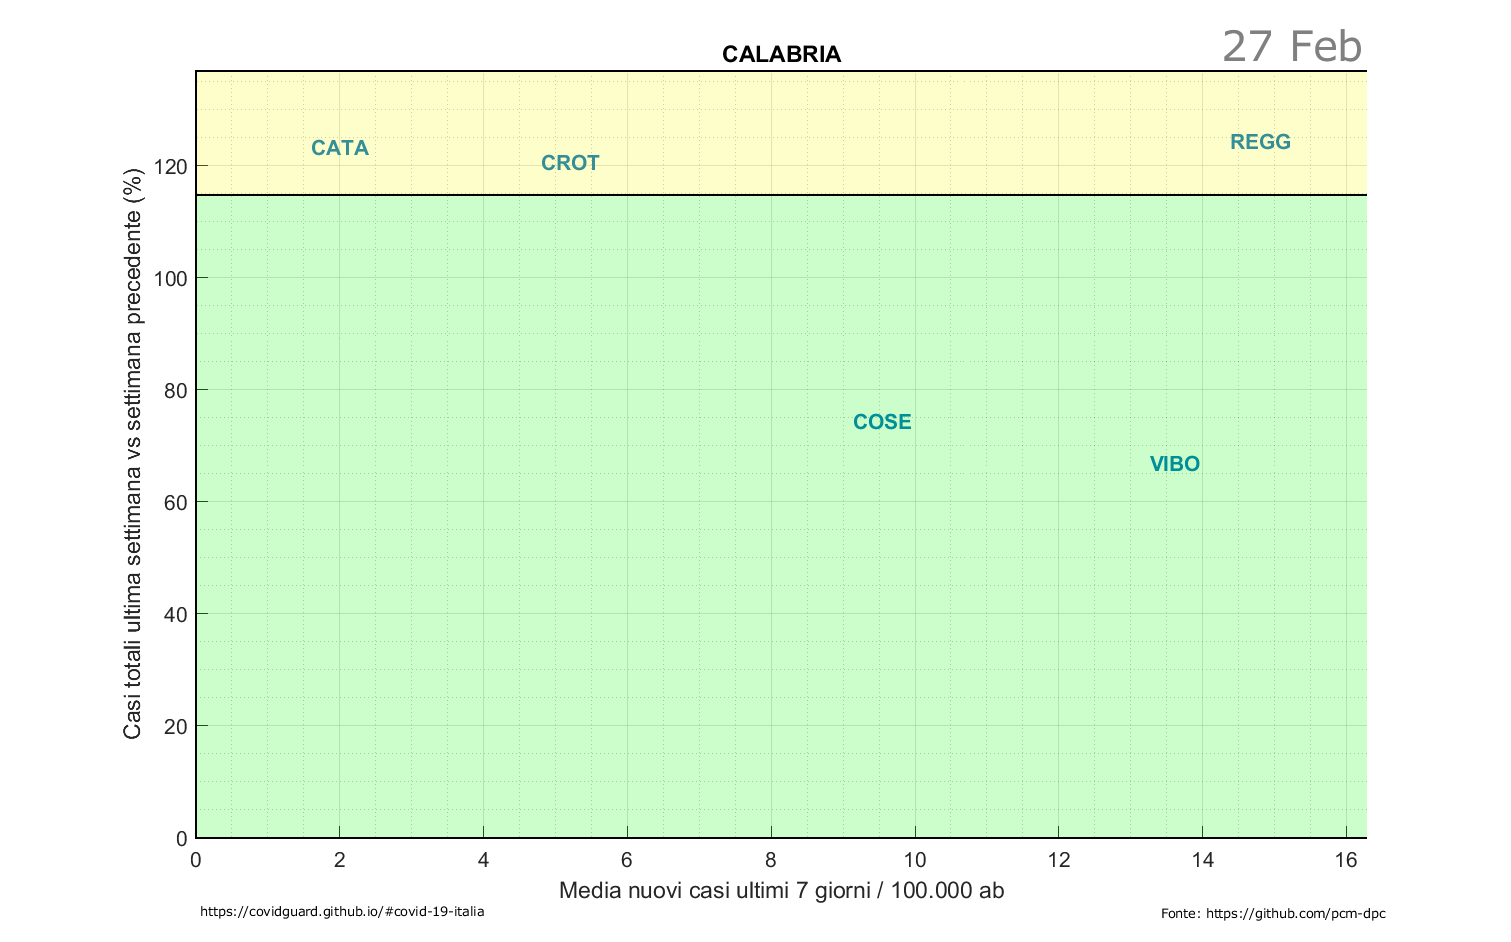 CALABRIA
27 Feb
Casi totali ultima settimana vs settimana precedente (%)
120
100
80
60
40
20
0
CATA
CROT
REGG
COSE
VIBO
0 2 4 6 8 10 12 14 16
Media nuovi casi ultimi 7 giorni / 100.000 ab
https://covidguard.github.io/#covid-19-italia
Fonte: https://github.com/pcm-dpc